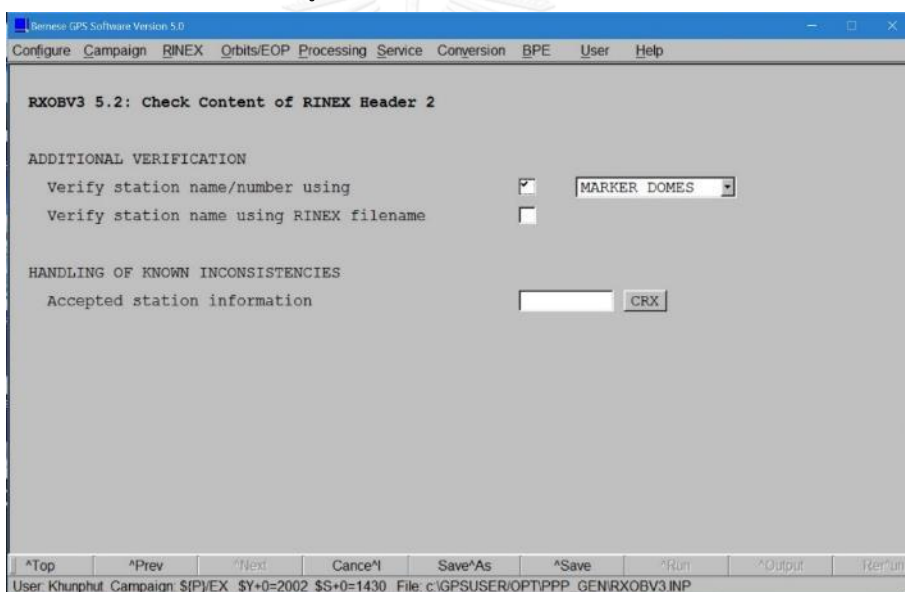 Bernese GPS Software Version 5.0
Configure Campaign RINEX Orbits/EOP Processing Service Conversion BPE User Help
RXOBV3 5.2: Check Content of RINEX Header 2
ADDITIONAL VERIFICATION
Verify station name/number using MARKER DOMES
Verify station name using RINEX filename
HANDLING OF KNOWN INCONSISTENCIES
Accepted station information CRX
^Top ^Prev ^Next Cance^l Save^As ^Save ^Run ^Output Rer^un
User: Khunphut Campaign: ${P}/EX $Y+0=2002 $S+0=1430 File: c:\GPSUSER/OPT\PPP_GEN\RXOBV3.INP